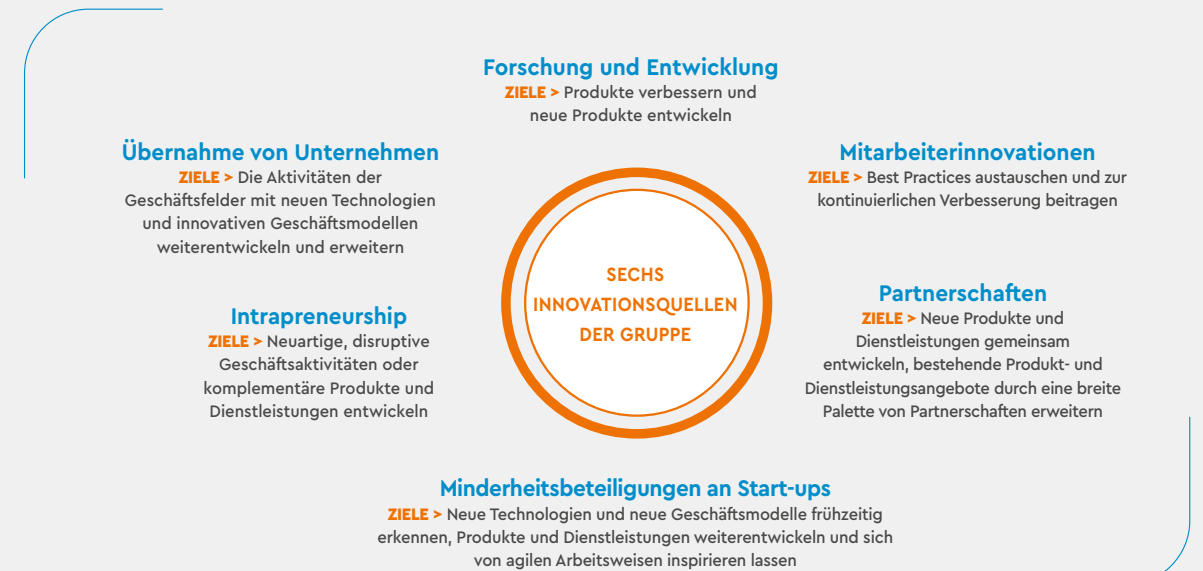 Forschung und Entwicklung
ZIELE > Produkte verbessern und
neue Produkte entwickeln
Übernahme von Unternehmen
ZIELE > Die Aktivitäten der
Geschäftsfelder mit neuen Technologien
und innovativen Geschäftsmodellen
weiterentwickeln und erweitern
Mitarbeiterinnovationen
ZIELE > Best Practices austauschen und zur
kontinuierlichen Verbesserung beitragen
SECHS
INNOVATIONSQUELLEN
DER GRUPPE
Intrapreneurship
ZIELE > Neuartige, disruptive
Geschäftsaktivitäten oder
komplementäre Produkte und
Dienstleistungen entwickeln
Partnerschaften
ZIELE > Neue Produkte und
Dienstleistungen gemeinsam
entwickeln, bestehende Produkt- und
Dienstleistungsangebote durch eine breite
Palette von Partnerschaften erweitern
Minderheitsbeteiligungen an Start-ups
ZIELE > Neue Technologien und neue Geschäftsmodelle frühzeitig
erkennen, Produkte und Dienstleistungen weiterentwickeln und sich
von agilen Arbeitsweisen inspirieren lassen